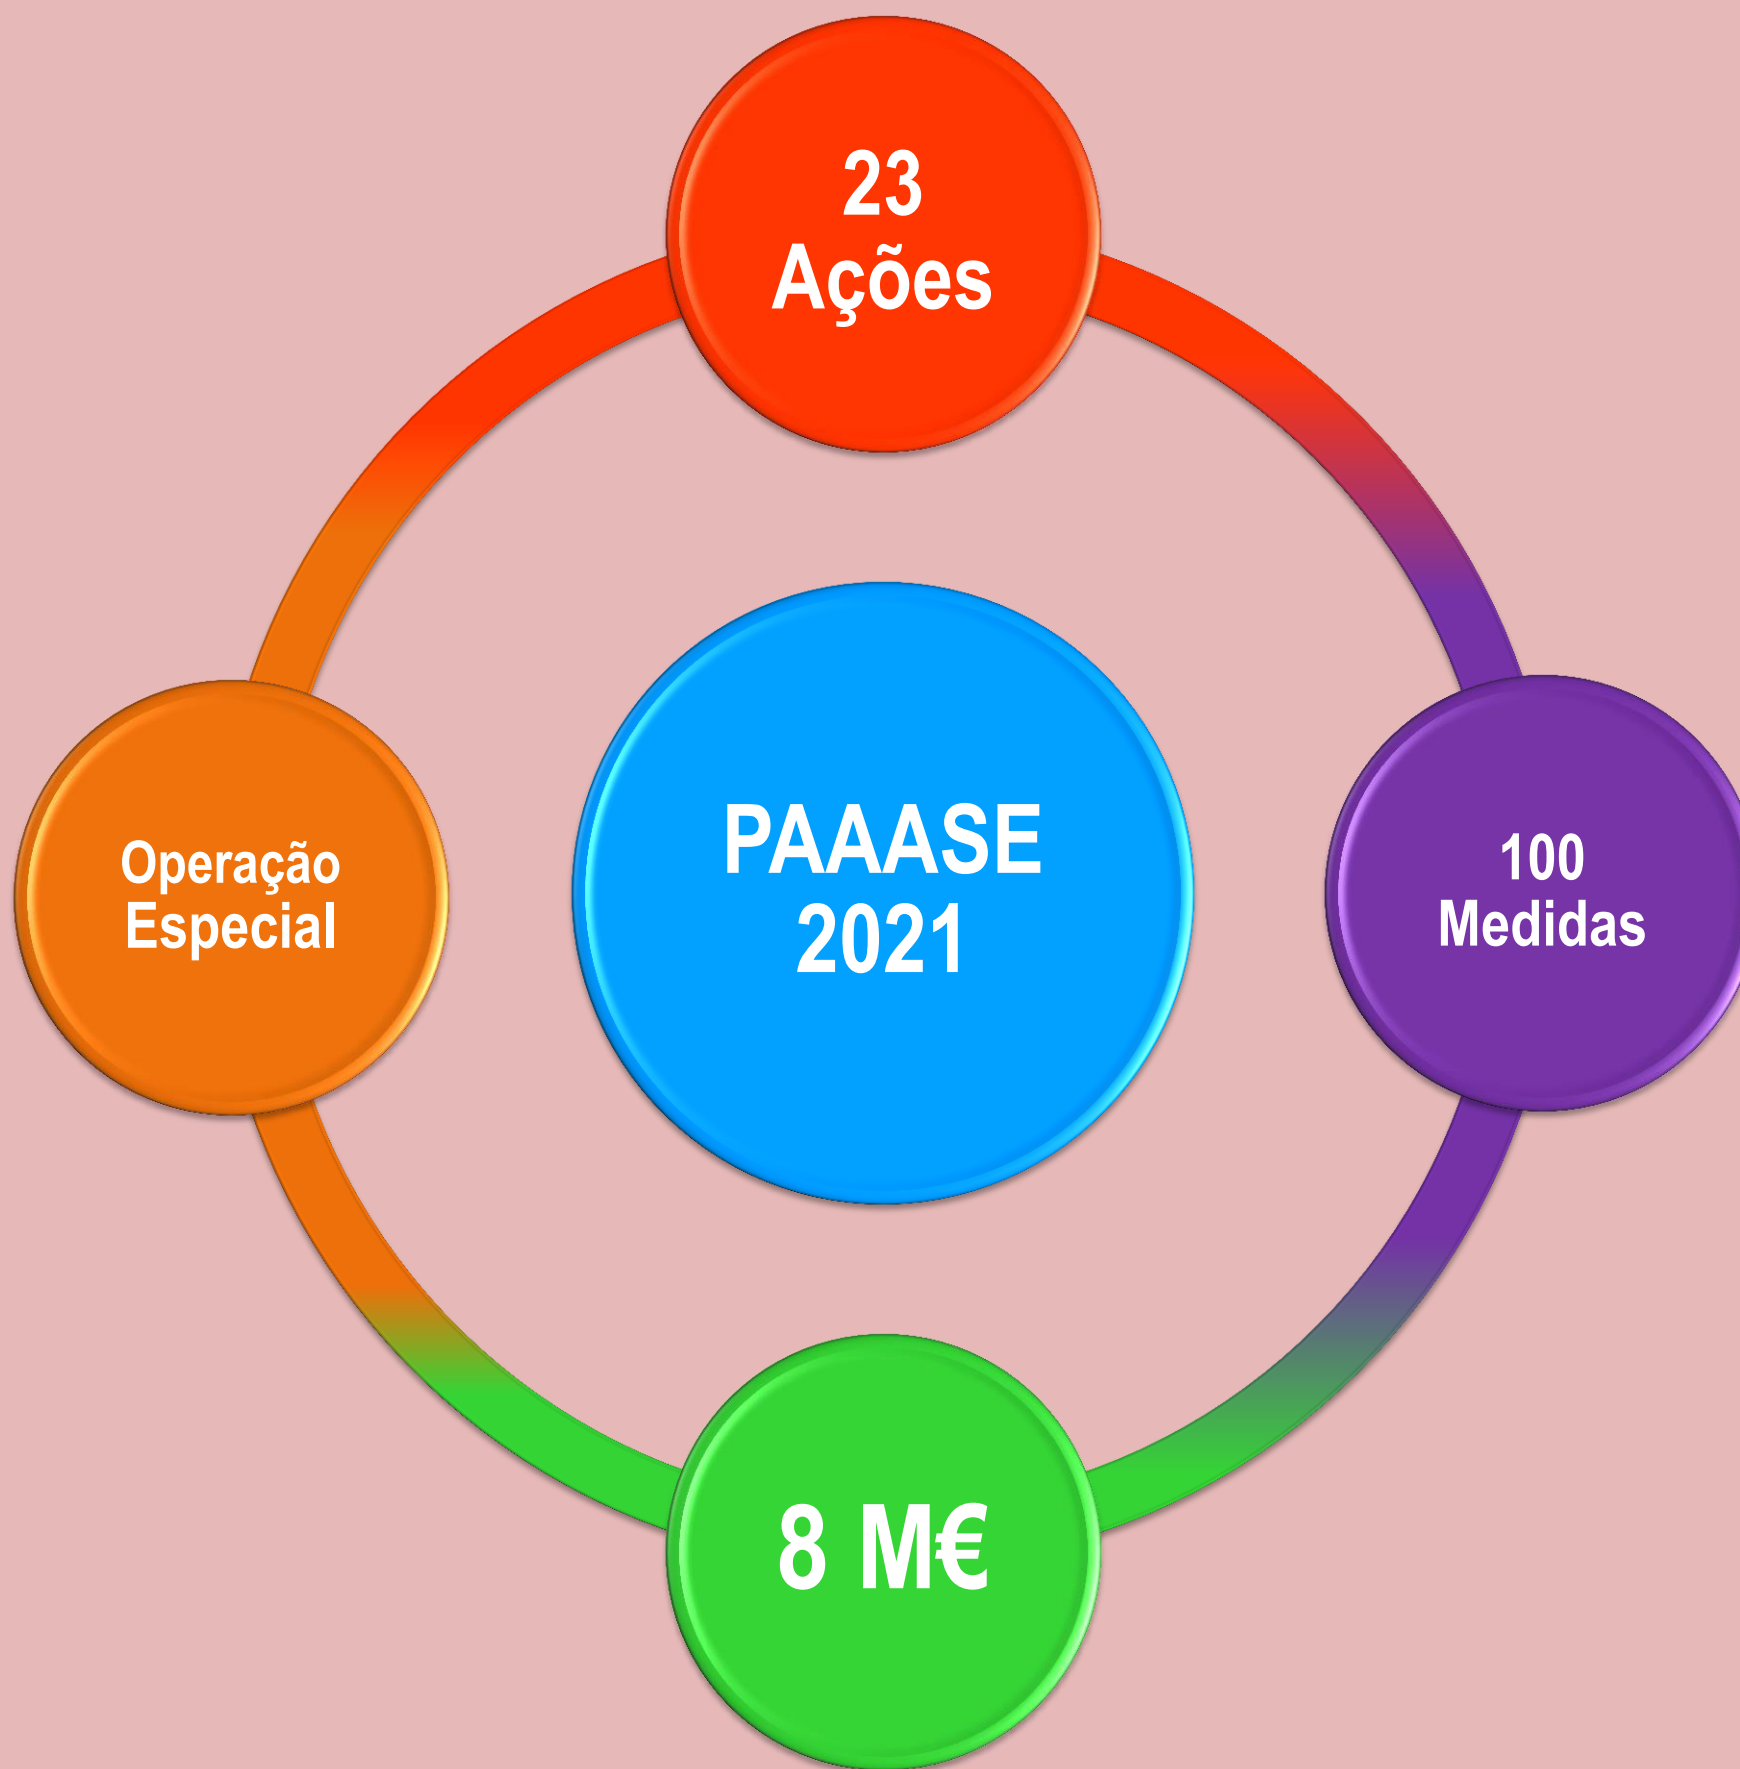 23
Ações
Operação
Especial
PAAASE
2021
100
Medidas
8 M€